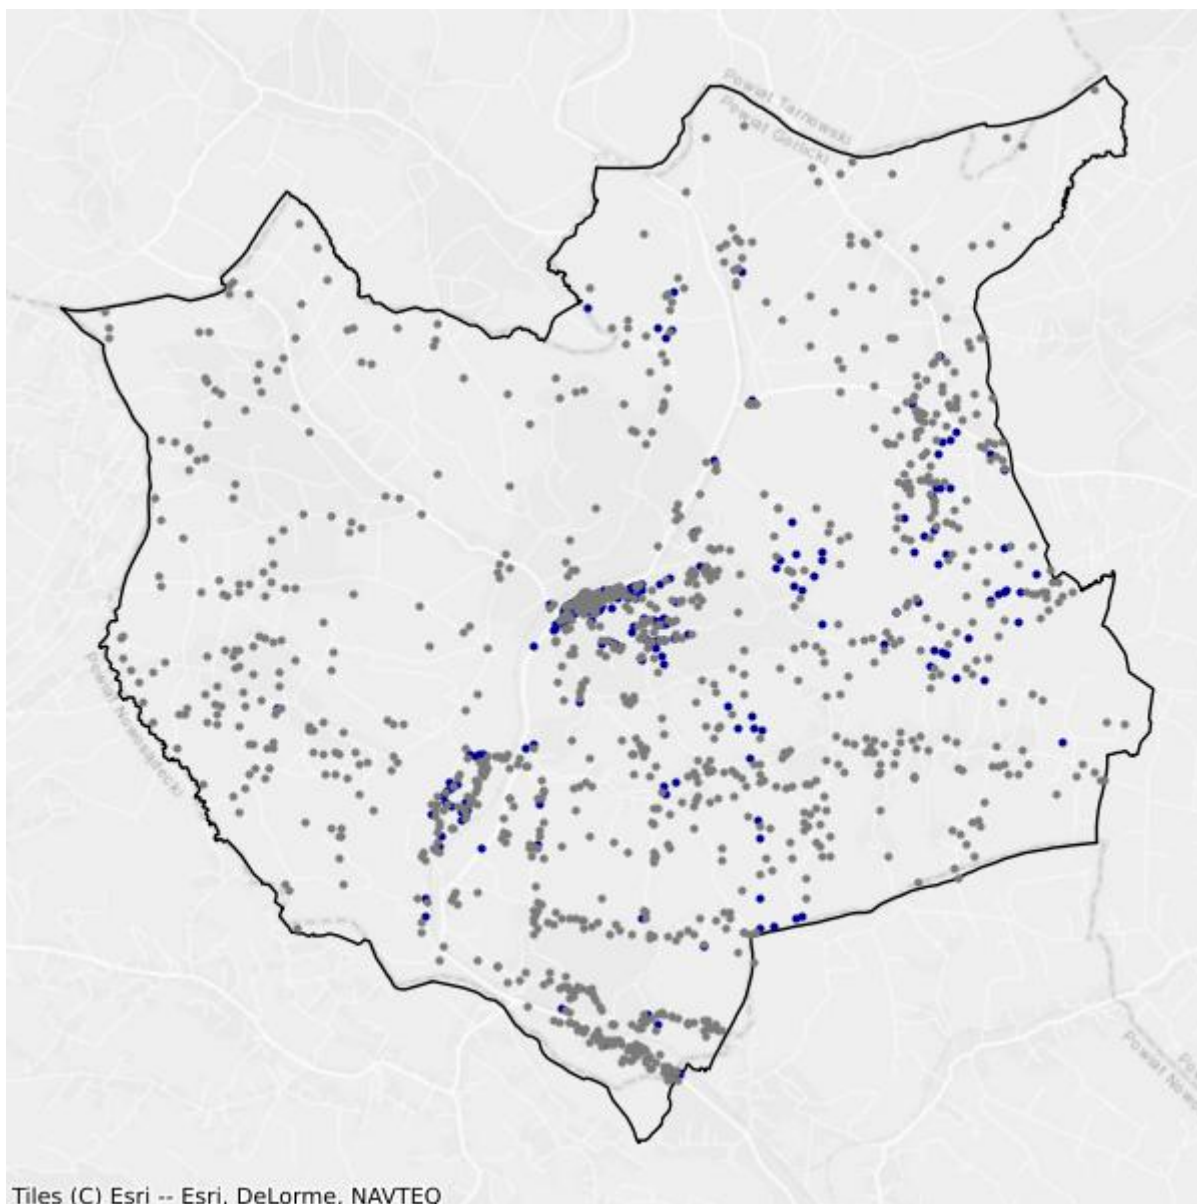 Powiat Tarnowski
Powiat Gorlicki
Powiat Nowosądecki
Tiles (C) Esri -- Esri, DeLorme, NAVTEQ